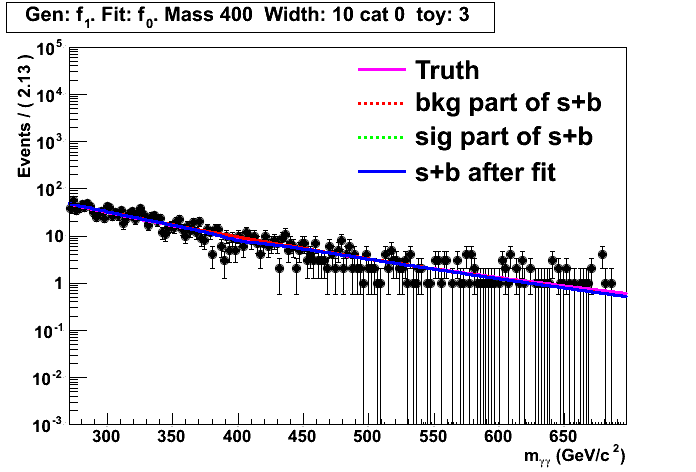 Gen: f1. Fit: f0. Mass 400 Width: 10 cat 0 toy: 3
Events / ( 2.13 )
10^5
10^4
10^3
10^2
10
1
10^-1
10^-2
10^-3
Truth
bkg part of s+b
sig part of s+b
s+b after fit
300 350 400 450 500 550 600 650
mγγ (GeV/c^2)